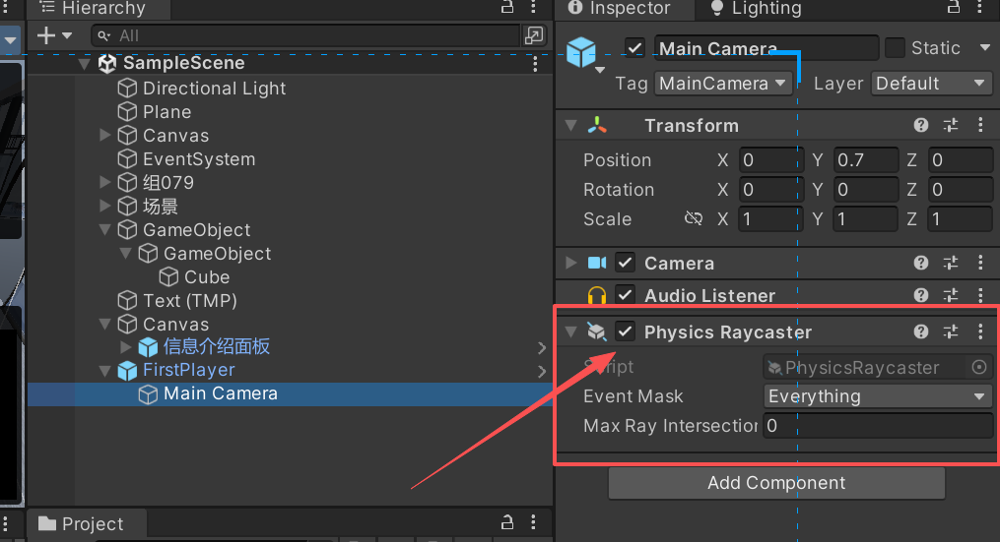 Hierarchy
All
SampleScene
Directional Light
Plane
Canvas
EventSystem
组079
场景
GameObject
GameObject
Cube
Text (TMP)
Canvas
信息介绍面板
FirstPlayer
Main Camera
Project
Inspector
Lighting
Main Camera
Static
Tag MainCamera Layer Default
Transform
Position X 0 Y 0.7 Z 0
Rotation X 0 Y 0 Z 0
Scale X 1 Y 1 Z 1
Camera
Audio Listener
Physics Raycaster
Script PhysicsRaycaster
Event Mask Everything
Max Ray Intersection 0
Add Component